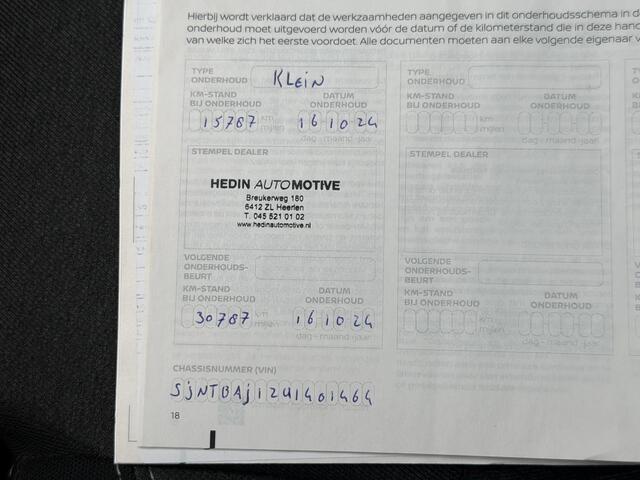 Hierbij wordt verklaard dat de werkzaamheden aangegeven in dit onderhoudsschema in d
onderhoud moet uitgevoerd worden vóór de datum of de kilometerstand die in deze han
van welke zich het eerste voordoet. Alle documenten moeten aan elke volgende eigenaar v
TYPE ONDERHOUD KLEiN
TYPE ONDERHOUD
KM-STAND BIJ ONDERHOUD
DATUM ONDERHOUD
KM-STAND BIJ ONDERHOUD
DATUM ONDERHOUD
15787 km mijlen
16 10 24
km mijlen
dag - maand - jaar
dag - maand - jaar
STEMPEL DEALER
STEMPEL DEALER
HEDIN AUTOMOTIVE
Breukerweg 180
6412 ZL Heerlen
T. 045 521 01 02
www.hedinautomotive.nl
VOLGENDE ONDERHOUDS-BEURT
VOLGENDE ONDERHOUDS-BEURT
KM-STAND BIJ ONDERHOUD
DATUM ONDERHOUD
KM-STAND BIJ ONDERHOUD
DATUM ONDERHOUD
30787 km mijlen
16 10 24
km mijlen
dag - maand - jaar
dag - maand - jaar
CHASSISNUMMER (VIN)
18